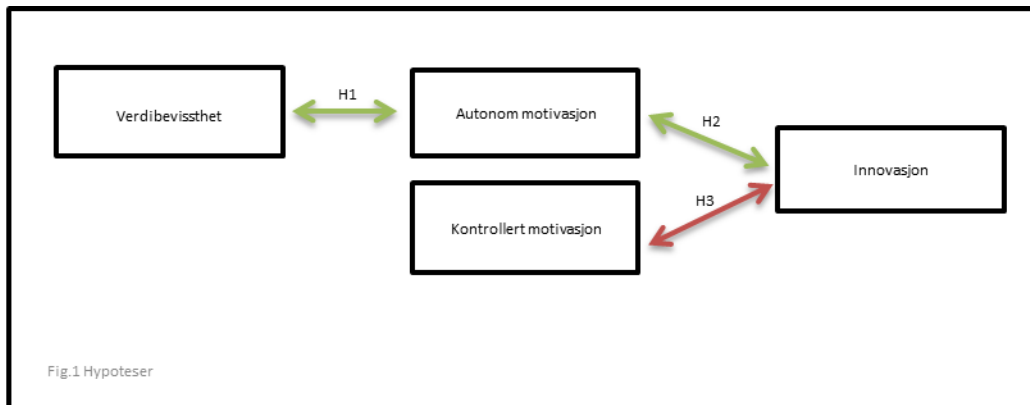 Verdibevissthet
H1
Autonom motivasjon
H2
Innovasjon
H3
Kontrollert motivasjon
Fig.1 Hypoteser